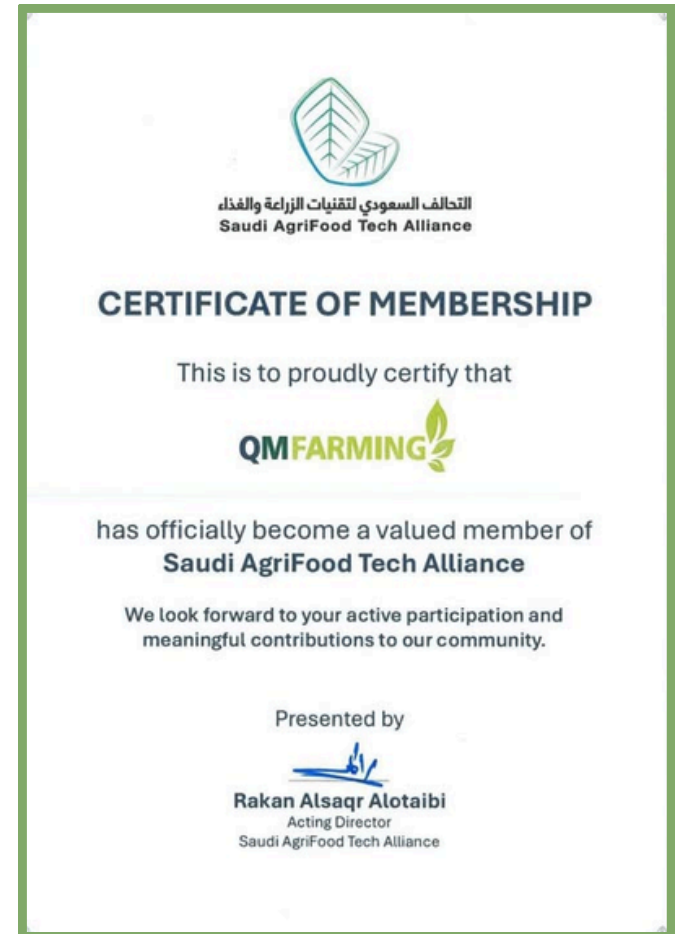 التحالف السعودي لتقنيات الزراعة والغذاء
Saudi AgriFood Tech Alliance
CERTIFICATE OF MEMBERSHIP
This is to proudly certify that
QMFARMING
has officially become a valued member of
Saudi AgriFood Tech Alliance
We look forward to your active participation and
meaningful contributions to our community.
Presented by
Rakan Alsaqr Alotaibi
Acting Director
Saudi AgriFood Tech Alliance